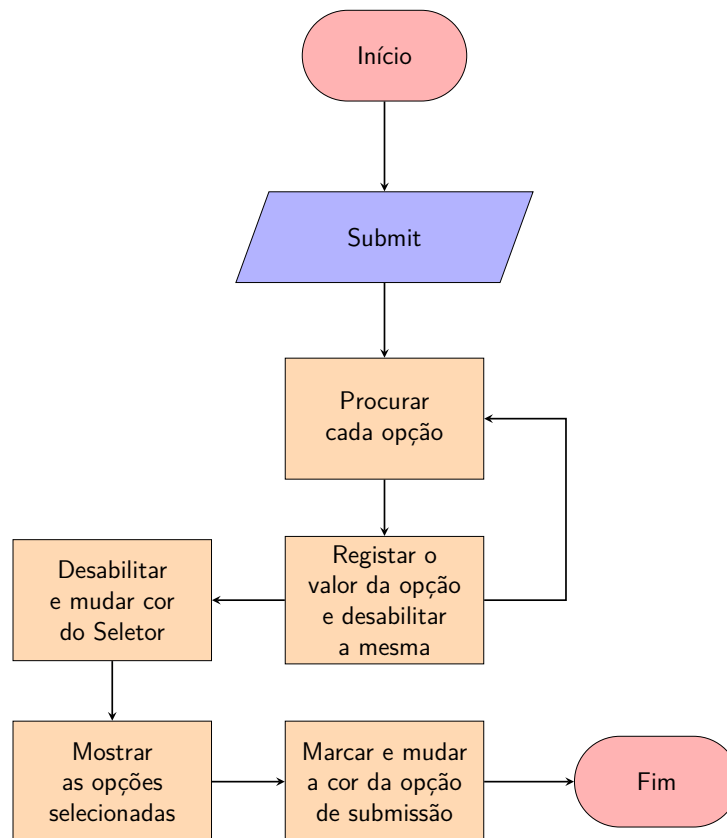 Início
Submit
Procurar
cada opção
Registar o
valor da opção
e desabilitar
a mesma
Desabilitar
e mudar cor
do Seletor
Mostrar
as opções
selecionadas
Marcar e mudar
a cor da opção
de submissão
Fim